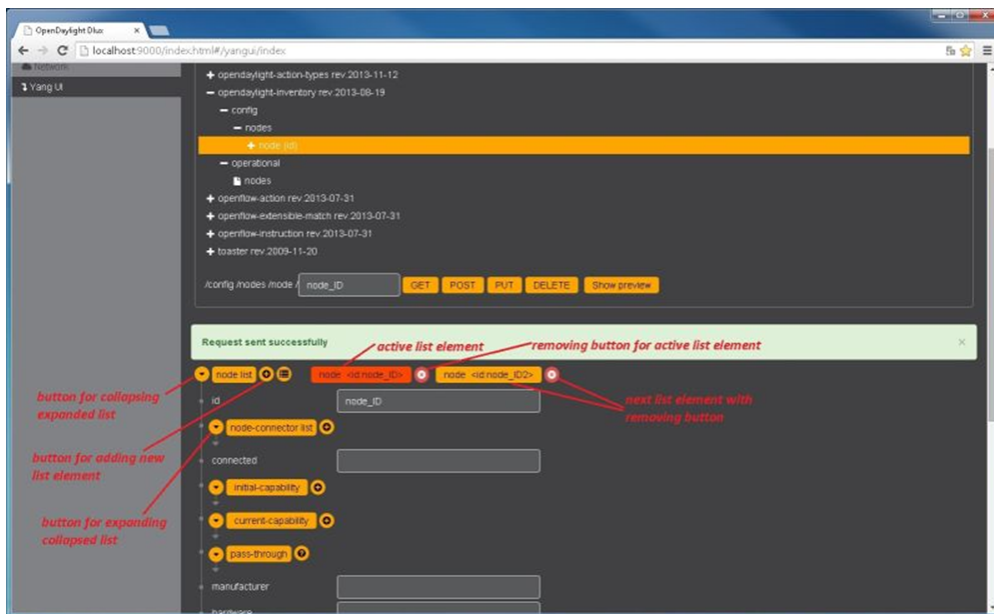 OpenDaylight Dlux
localhost:9000/index.html#/yangui/index
Network
Yang UI
opendaylight-action-types rev.2013-11-12
opendaylight-inventory rev.2013-08-19
config
nodes
node {id}
operational
nodes
openflow-action rev.2013-07-31
openflow-extensible-match rev.2013-07-31
openflow-instruction rev.2013-07-31
toaster rev.2009-11-20
/config /nodes /node / node_ID GET POST PUT DELETE Show preview
Request sent successfully
active list element
removing button for active list element
node list node <id:node_ID> node <id:node_ID2>
button for collapsing
expanded list
next list element with
removing button
id node_ID
node-connector list
button for adding new
list element
connected
initial-capability
button for expanding
collapsed list
current-capability
pass-through
manufacturer
hardware